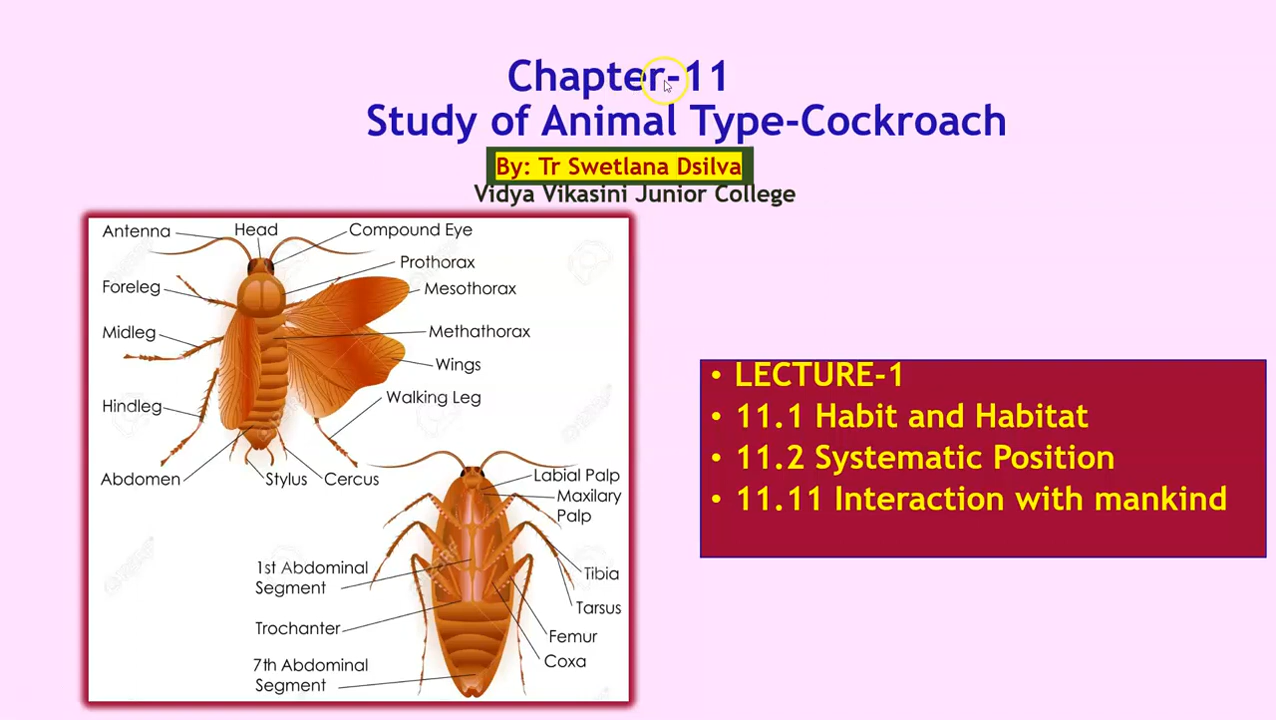 Chapter-11
Study of Animal Type-Cockroach
By: Tr Swetlana Dsilva
Vidya Vikasini Junior College
Antenna
Head
Compound Eye
Prothorax
Foreleg
Mesothorax
Midleg
Methathorax
Wings
Walking Leg
Hindleg
Abdomen
Stylus
Cercus
Labial Palp
Maxilary
Palp
1st Abdominal
Segment
Tibia
Tarsus
Trochanter
Femur
Coxa
7th Abdominal
Segment
• LECTURE-1
• 11.1 Habit and Habitat
• 11.2 Systematic Position
• 11.11 Interaction with mankind